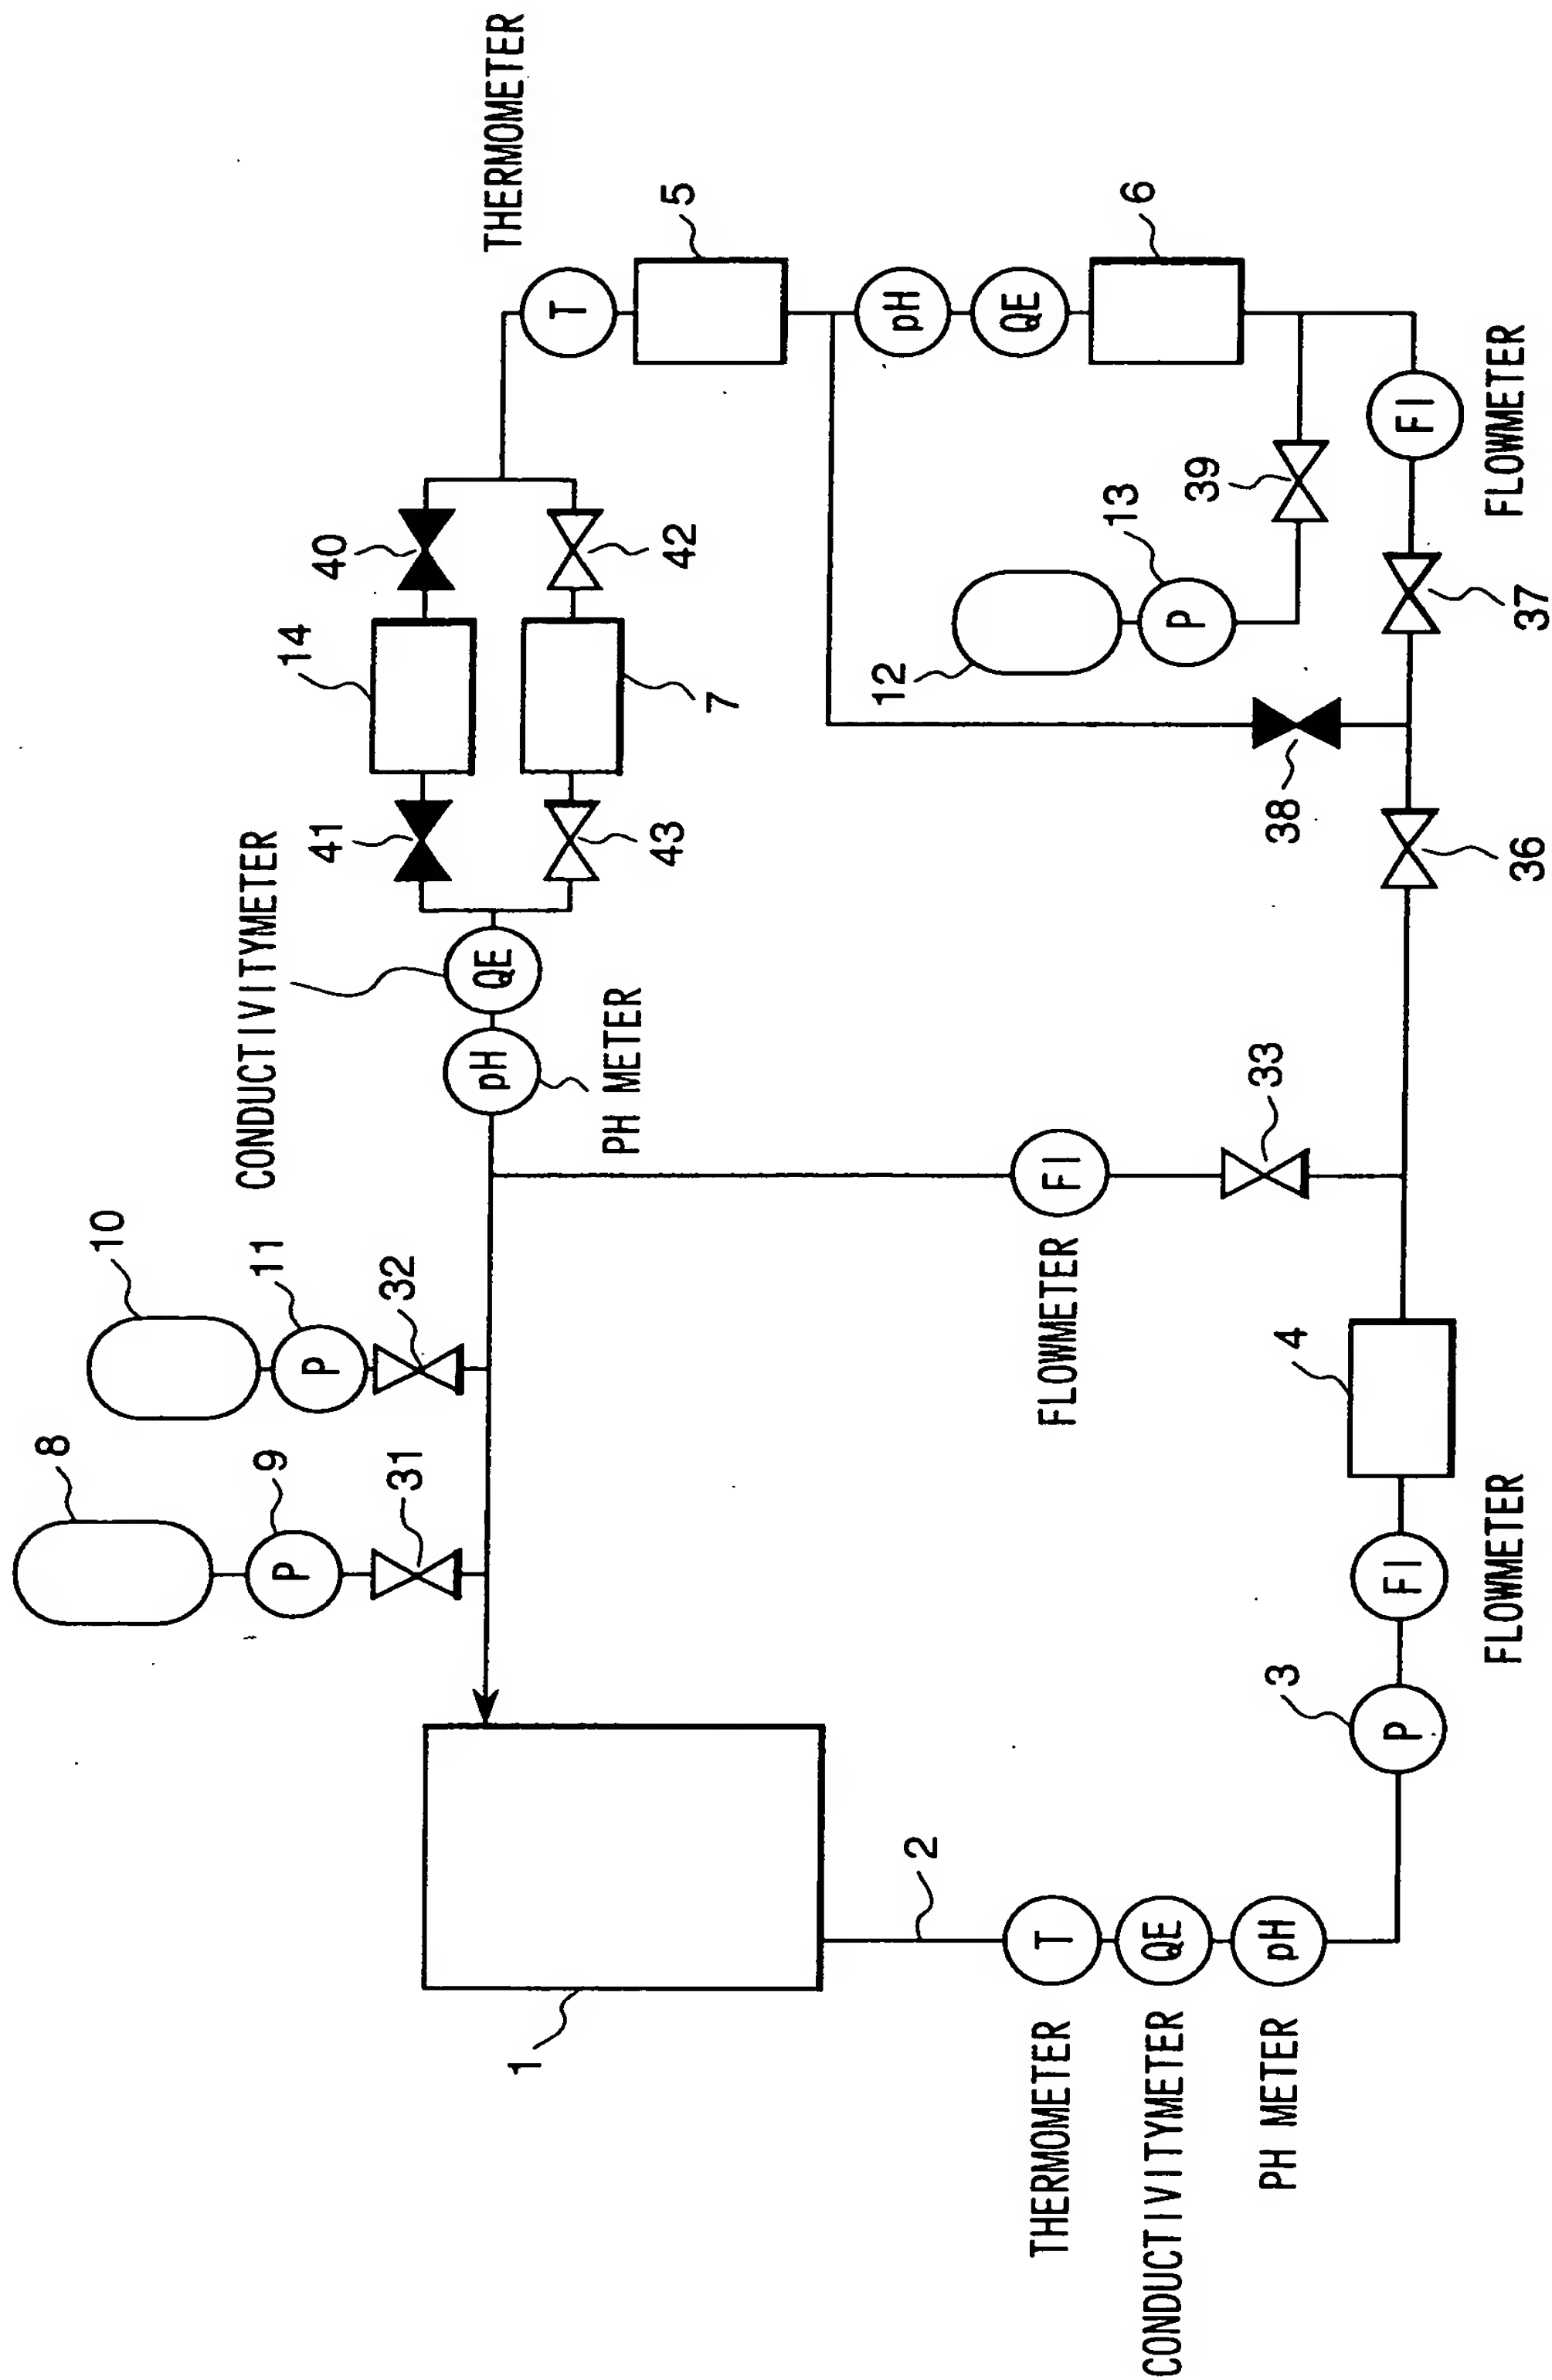 8
10
9
11
CONDUCTIVITYMETER
14
P
P
41
40
31
32
pH
QE
THERMOMETER
1
T
PH METER
43
42
5
7
12
pH
2
QE
THERMOMETER
T
FLOWMETER
FI
13
6
CONDUCTIVITYMETER
QE
P
39
33
PH METER
pH
3
4
38
P
FI
FI
FLOWMETER
36
37
FLOWMETER